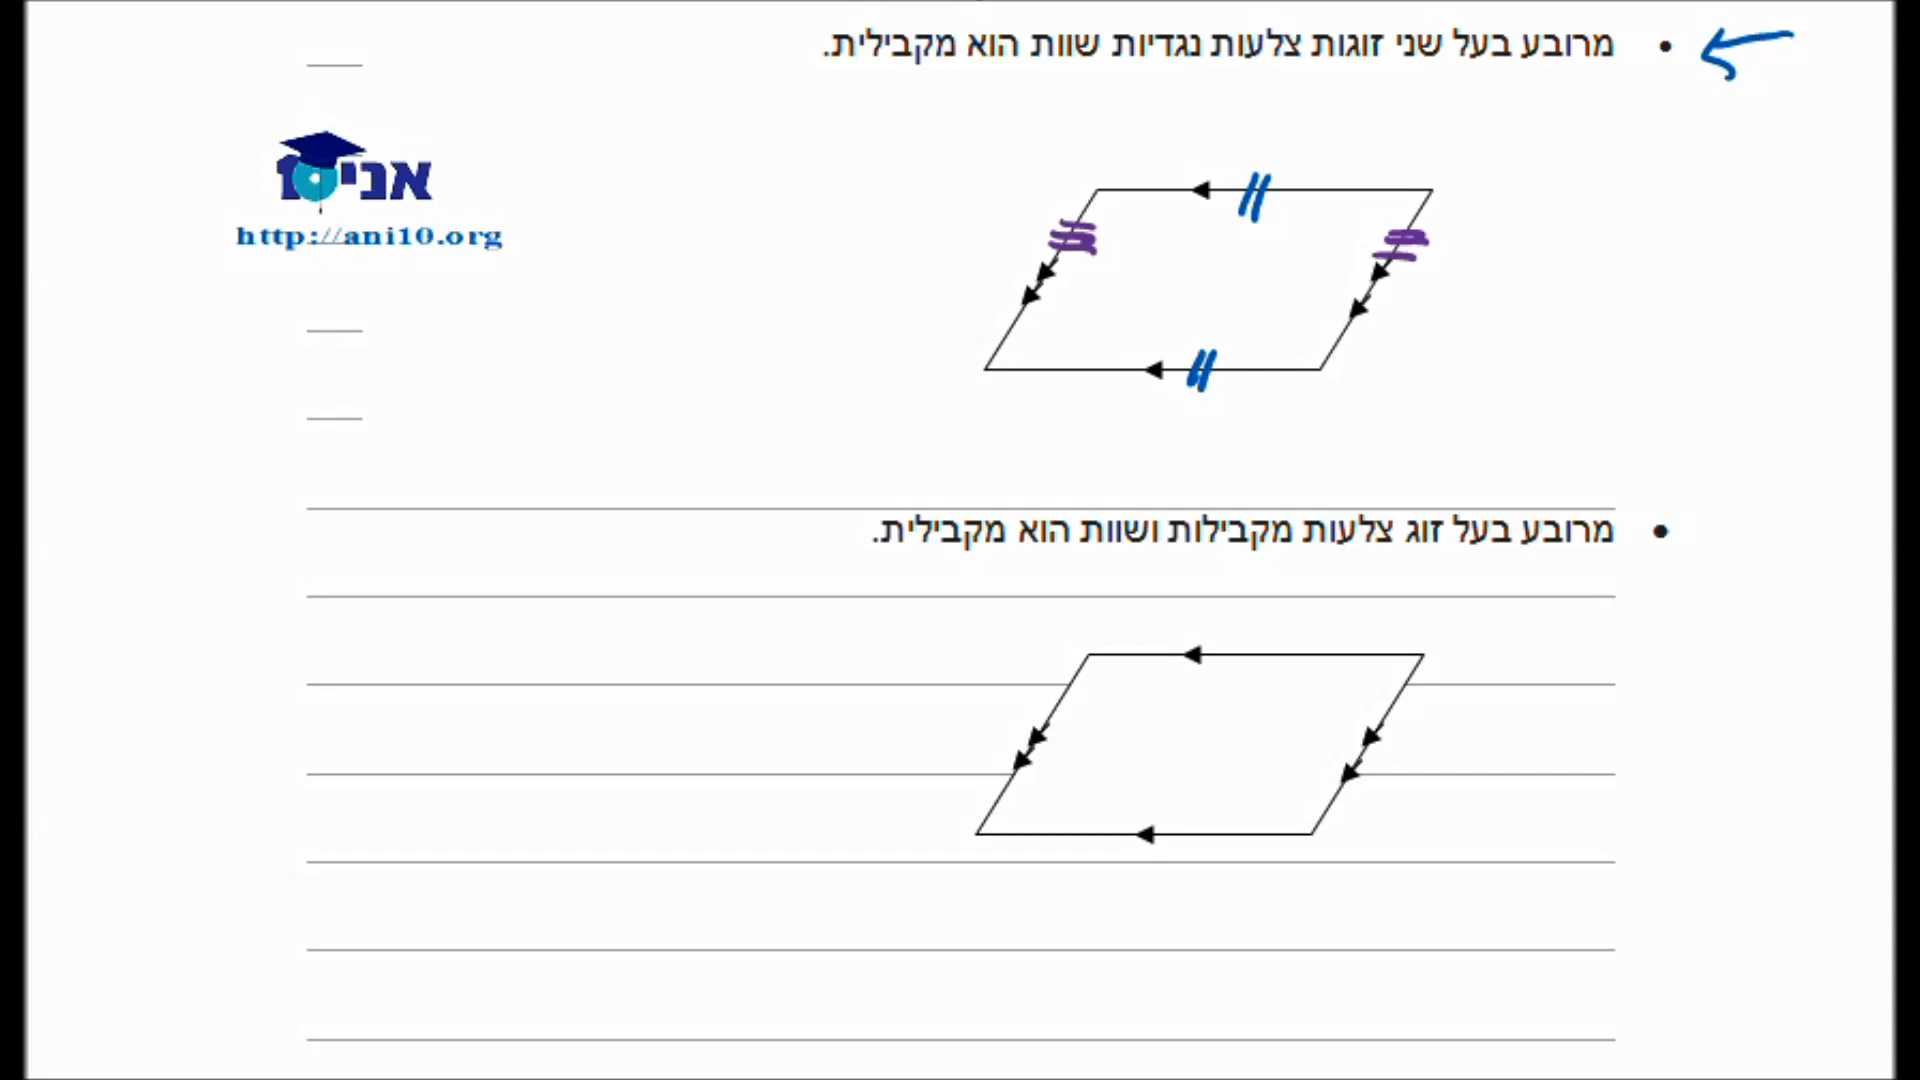 מרובע בעל שני זוגות צלעות נגדיות שוות הוא מקבילית.
אני10
http://ani10.org
מרובע בעל זוג צלעות מקבילות ושוות הוא מקבילית.